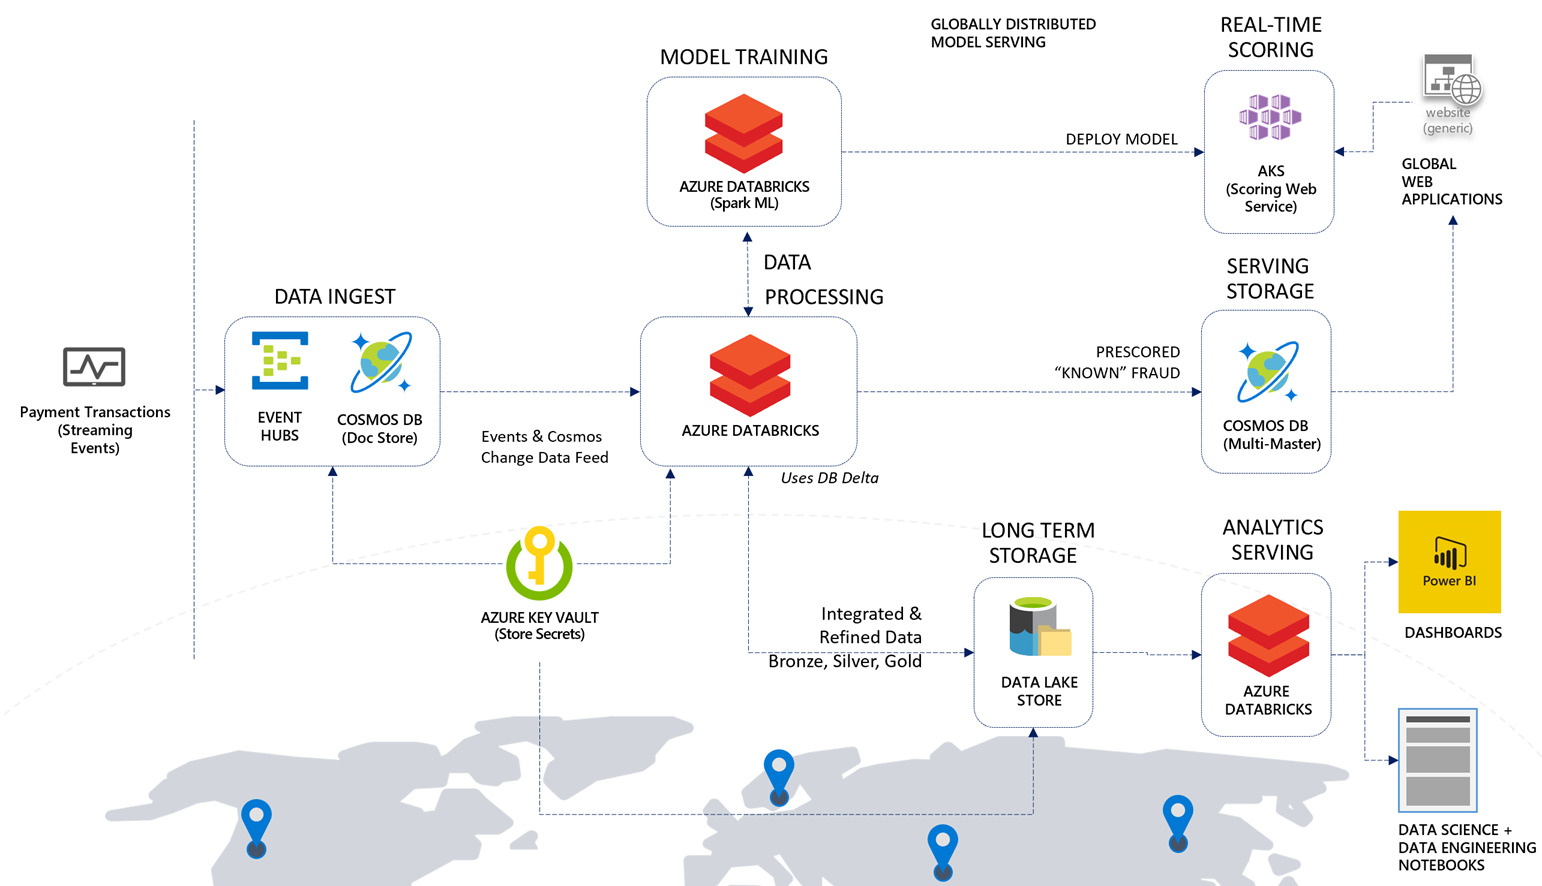 GLOBALLY DISTRIBUTED
MODEL SERVING
REAL-TIME
SCORING
MODEL TRAINING
AZURE DATABRICKS
(Spark ML)
DEPLOY MODEL
AKS
(Scoring Web
Service)
website
(generic)
GLOBAL
WEB
APPLICATIONS
DATA
PROCESSING
DATA INGEST
SERVING
STORAGE
Payment Transactions
(Streaming
Events)
EVENT
HUBS
COSMOS DB
(Doc Store)
Events & Cosmos
Change Data Feed
AZURE DATABRICKS
Uses DB Delta
PRESCORED
“KNOWN” FRAUD
COSMOS DB
(Multi-Master)
AZURE KEY VAULT
(Store Secrets)
LONG TERM
STORAGE
Integrated &
Refined Data
Bronze, Silver, Gold
DATA LAKE
STORE
ANALYTICS
SERVING
AZURE
DATABRICKS
Power BI
DASHBOARDS
DATA SCIENCE +
DATA ENGINEERING
NOTEBOOKS